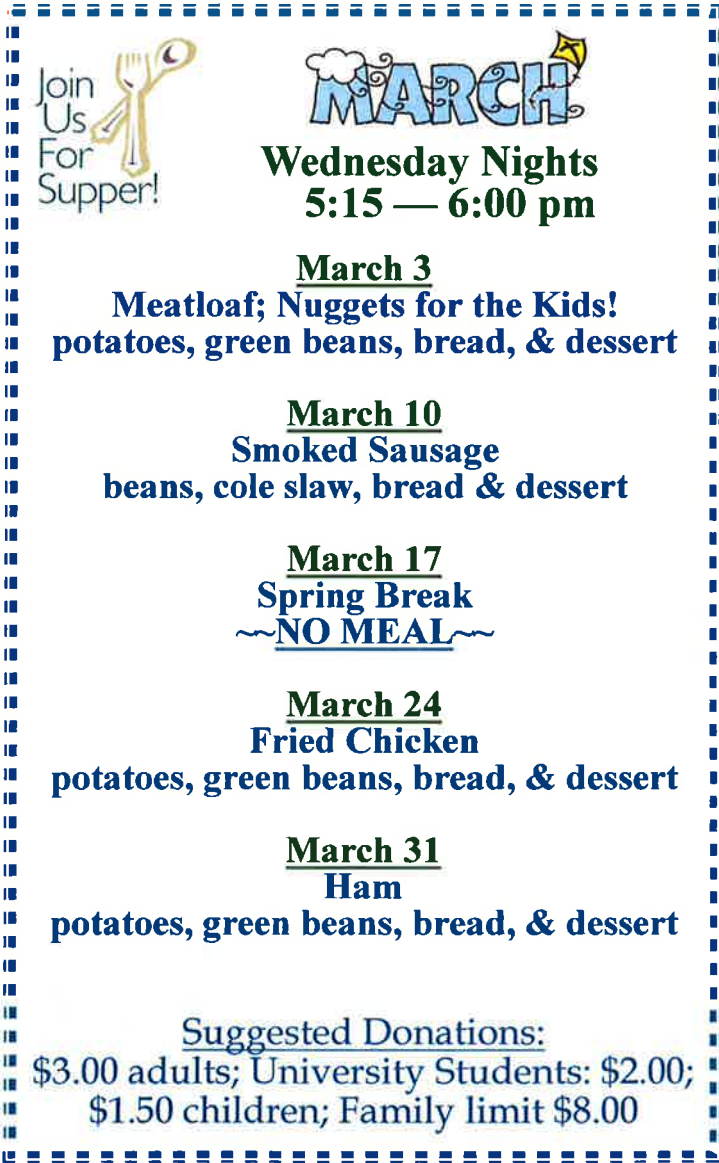 Join
Us
For
Supper!
MARCH
Wednesday Nights
5:15 — 6:00 pm
March 3
Meatloaf; Nuggets for the Kids!
potatoes, green beans, bread, & dessert
March 10
Smoked Sausage
beans, cole slaw, bread & dessert
March 17
Spring Break
~~NO MEAL~~
March 24
Fried Chicken
potatoes, green beans, bread, & dessert
March 31
Ham
potatoes, green beans, bread, & dessert
Suggested Donations:
$3.00 adults; University Students: $2.00;
$1.50 children; Family limit $8.00